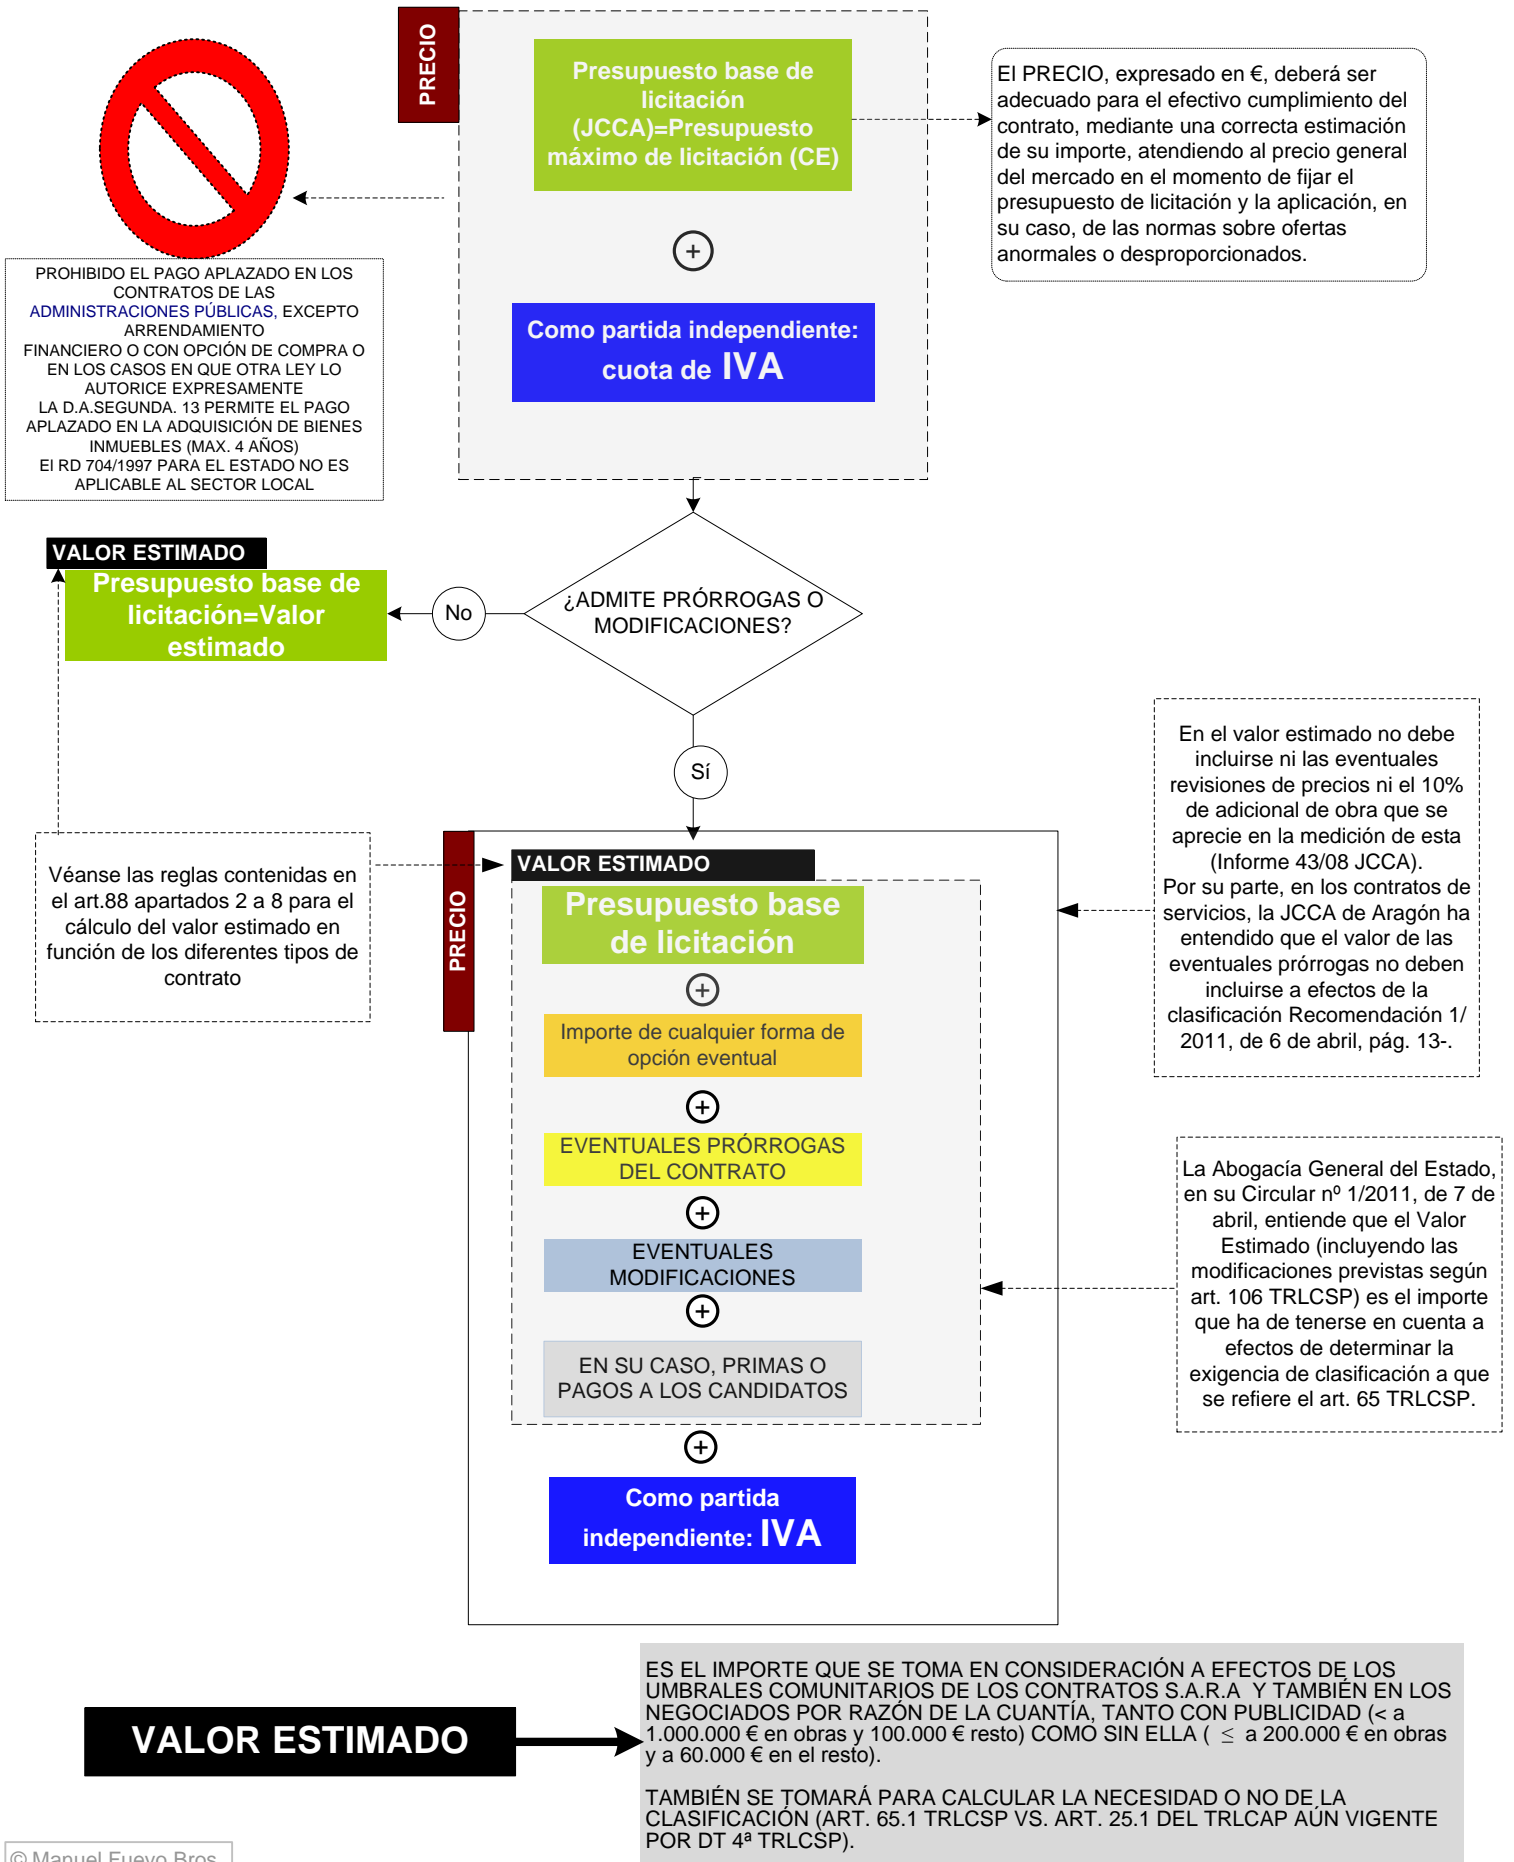 PRECIO
Presupuesto base de
licitación
(JCCA)=Presupuesto
máximo de licitación (CE)
El PRECIO, expresado en €, deberá ser
adecuado para el efectivo cumplimiento del
contrato, mediante una correcta estimación
de su importe, atendiendo al precio general
del mercado en el momento de fijar el
presupuesto de licitación y la aplicación, en
su caso, de las normas sobre ofertas
anormales o desproporcionados.
+
Como partida independiente:
cuota de IVA
PROHIBIDO EL PAGO APLAZADO EN LOS
CONTRATOS DE LAS
ADMINISTRACIONES PÚBLICAS, EXCEPTO
ARRENDAMIENTO
FINANCIERO O CON OPCIÓN DE COMPRA O
EN LOS CASOS EN QUE OTRA LEY LO
AUTORICE EXPRESAMENTE
LA D.A.SEGUNDA. 13 PERMITE EL PAGO
APLAZADO EN LA ADQUISICIÓN DE BIENES
INMUEBLES (MAX. 4 AÑOS)
El RD 704/1997 PARA EL ESTADO NO ES
APLICABLE AL SECTOR LOCAL
VALOR ESTIMADO
Presupuesto base de
licitación=Valor
estimado
No
¿ADMITE PRÓRROGAS O
MODIFICACIONES?
Sí
En el valor estimado no debe
incluirse ni las eventuales
revisiones de precios ni el 10%
de adicional de obra que se
aprecie en la medición de esta
(Informe 43/08 JCCA).
Por su parte, en los contratos de
servicios, la JCCA de Aragón ha
entendido que el valor de las
eventuales prórrogas no deben
incluirse a efectos de la
clasificación Recomendación 1/
2011, de 6 de abril, pág. 13-.
Véanse las reglas contenidas en
el art.88 apartados 2 a 8 para el
cálculo del valor estimado en
función de los diferentes tipos de
contrato
PRECIO
VALOR ESTIMADO
Presupuesto base
de licitación
+
Importe de cualquier forma de
opción eventual
+
EVENTUALES PRÓRROGAS
DEL CONTRATO
+
EVENTUALES
MODIFICACIONES
+
EN SU CASO, PRIMAS O
PAGOS A LOS CANDIDATOS
+
Como partida
independiente: IVA
La Abogacía General del Estado,
en su Circular nº 1/2011, de 7 de
abril, entiende que el Valor
Estimado (incluyendo las
modificaciones previstas según
art. 106 TRLCSP) es el importe
que ha de tenerse en cuenta a
efectos de determinar la
exigencia de clasificación a que
se refiere el art. 65 TRLCSP.
VALOR ESTIMADO
ES EL IMPORTE QUE SE TOMA EN CONSIDERACIÓN A EFECTOS DE LOS
UMBRALES COMUNITARIOS DE LOS CONTRATOS S.A.R.A Y TAMBIÉN EN LOS
NEGOCIADOS POR RAZÓN DE LA CUANTÍA, TANTO CON PUBLICIDAD (< a
1.000.000 € en obras y 100.000 € resto) COMO SIN ELLA ( ≤ a 200.000 € en obras
y a 60.000 € en el resto).
TAMBIÉN SE TOMARÁ PARA CALCULAR LA NECESIDAD O NO DE LA
CLASIFICACIÓN (ART. 65.1 TRLCSP VS. ART. 25.1 DEL TRLCAP AÚN VIGENTE
POR DT 4ª TRLCSP).
© Manuel Fueyo Bros